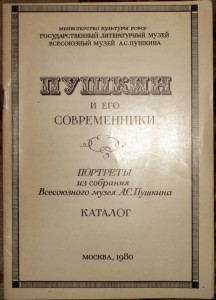 МИНИСТЕРСТВО КУЛЬТУРЫ РСФСР
ГОСУДАРСТВЕННЫЙ ЛИТЕРАТУРНЫЙ МУЗЕЙ
ВСЕСОЮЗНЫЙ МУЗЕЙ А.С.ПУШКИНА
ПУШКИН
И ЕГО
СОВРЕМЕННИКИ
ПОРТРЕТЫ
из собрания
Всесоюзного музея А.С.Пушкина
КАТАЛОГ
МОСКВА, 1980